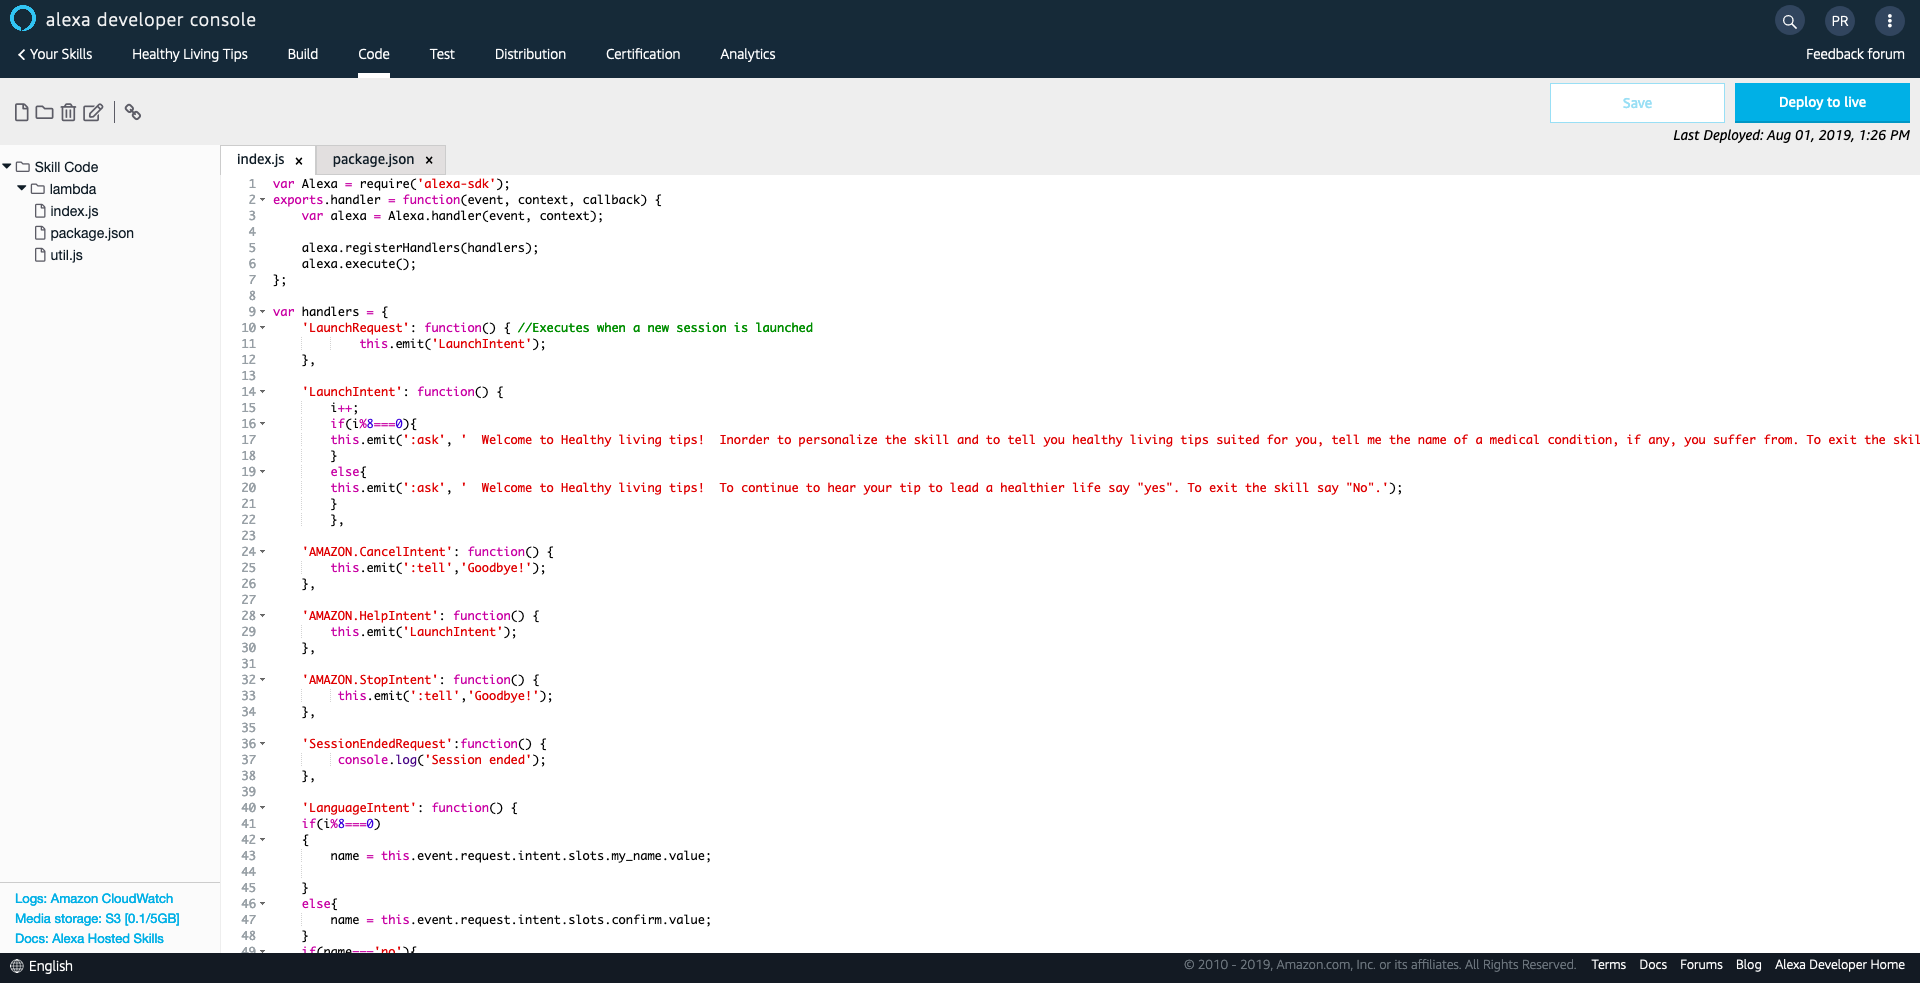 alexa developer console
PR
Your Skills Healthy Living Tips Build Code Test Distribution Certification Analytics Feedback forum
Save Deploy to live
Last Deployed: Aug 01, 2019, 1:26 PM
Skill Code
lambda
index.js
package.json
util.js
Logs: Amazon CloudWatch
Media storage: S3 [0.1/5GB]
Docs: Alexa Hosted Skills
index.js x package.json x
1 var Alexa = require('alexa-sdk');
2 exports.handler = function(event, context, callback) {
3 var alexa = Alexa.handler(event, context);
4
5 alexa.registerHandlers(handlers);
6 alexa.execute();
7 };
8
9 var handlers = {
10 'LaunchRequest': function() { //Executes when a new session is launched
11 this.emit('LaunchIntent');
12 },
13
14 'LaunchIntent': function() {
15 i++;
16 if(i%8===0){
17 this.emit(':ask', '  Welcome to Healthy living tips!  Inorder to personalize the skill and to tell you healthy living tips suited for you, tell me the name of a medical condition, if any, you suffer from. To exit the skil
18 }
19 else{
20 this.emit(':ask', '  Welcome to Healthy living tips!  To continue to hear your tip to lead a healthier life say "yes". To exit the skill say "No".');
21 }
22 },
23
24 'AMAZON.CancelIntent': function() {
25 this.emit(':tell','Goodbye!');
26 },
27
28 'AMAZON.HelpIntent': function() {
29 this.emit('LaunchIntent');
30 },
31
32 'AMAZON.StopIntent': function() {
33 this.emit(':tell','Goodbye!');
34 },
35
36 'SessionEndedRequest':function() {
37 console.log('Session ended');
38 },
39
40 'LanguageIntent': function() {
41 if(i%8===0)
42 {
43 name = this.event.request.intent.slots.my_name.value;
44
45 }
46 else{
47 name = this.event.request.intent.slots.confirm.value;
48 }
49 if(name==='no'){
English
© 2010 - 2019, Amazon.com, Inc. or its affiliates. All Rights Reserved. Terms Docs Forums Blog Alexa Developer Home